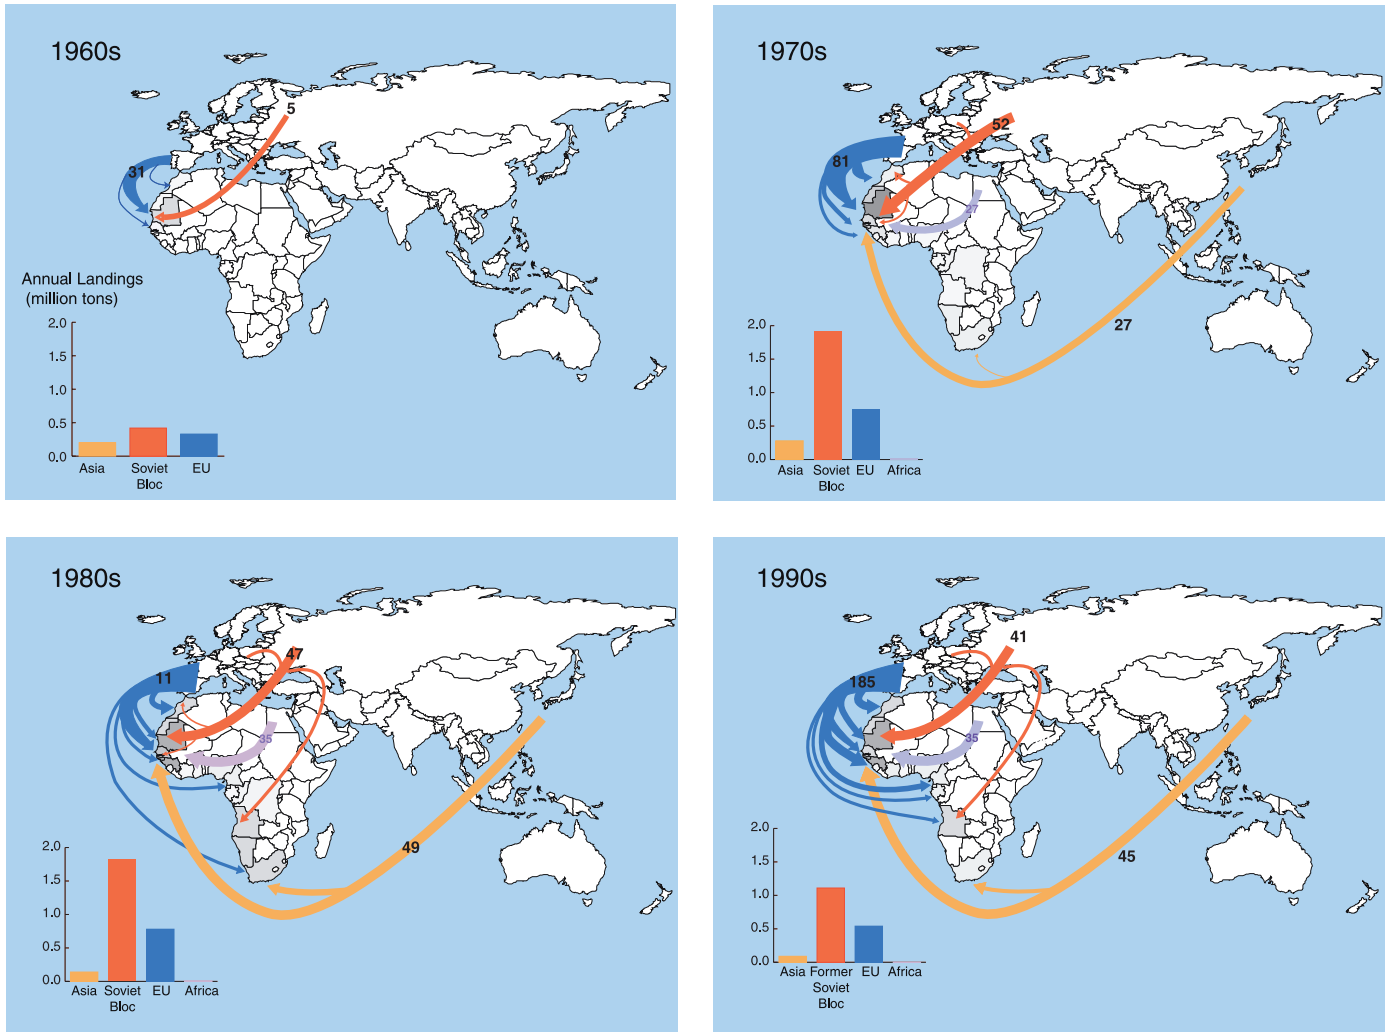 1960s
5
31
Annual Landings
(million tons)
2.0
1.5
1.0
0.5
0.0
Asia Soviet EU
Bloc
1970s
52
81
27
27
2.0
1.5
1.0
0.5
0.0
Asia Soviet EU Africa
Bloc
1980s
47
11
35
49
2.0
1.5
1.0
0.5
0.0
Asia Soviet EU Africa
Bloc
1990s
41
185
35
45
2.0
1.5
1.0
0.5
0.0
Asia Former EU Africa
Soviet
Bloc